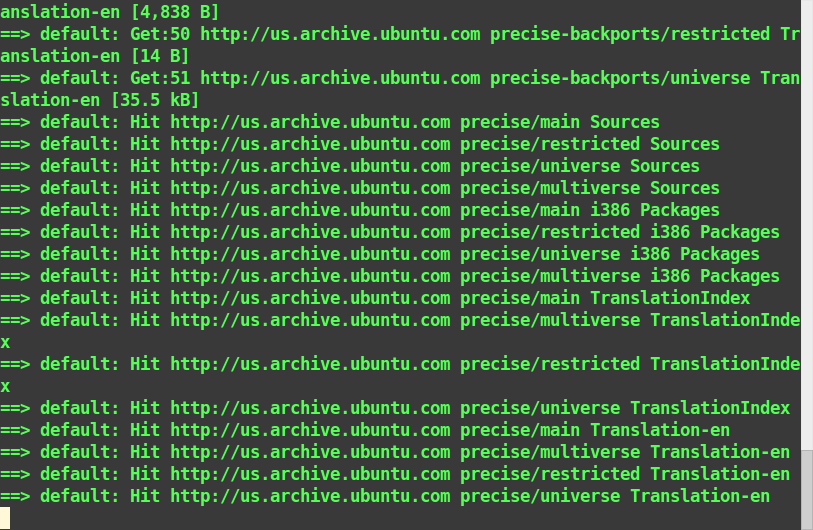 anslation-en [4,838 B]
==> default: Get:50 http://us.archive.ubuntu.com precise-backports/restricted Tr
anslation-en [14 B]
==> default: Get:51 http://us.archive.ubuntu.com precise-backports/universe Tran
slation-en [35.5 kB]
==> default: Hit http://us.archive.ubuntu.com precise/main Sources
==> default: Hit http://us.archive.ubuntu.com precise/restricted Sources
==> default: Hit http://us.archive.ubuntu.com precise/universe Sources
==> default: Hit http://us.archive.ubuntu.com precise/multiverse Sources
==> default: Hit http://us.archive.ubuntu.com precise/main i386 Packages
==> default: Hit http://us.archive.ubuntu.com precise/restricted i386 Packages
==> default: Hit http://us.archive.ubuntu.com precise/universe i386 Packages
==> default: Hit http://us.archive.ubuntu.com precise/multiverse i386 Packages
==> default: Hit http://us.archive.ubuntu.com precise/main TranslationIndex
==> default: Hit http://us.archive.ubuntu.com precise/multiverse TranslationInde
x
==> default: Hit http://us.archive.ubuntu.com precise/restricted TranslationInde
x
==> default: Hit http://us.archive.ubuntu.com precise/universe TranslationIndex
==> default: Hit http://us.archive.ubuntu.com precise/main Translation-en
==> default: Hit http://us.archive.ubuntu.com precise/multiverse Translation-en
==> default: Hit http://us.archive.ubuntu.com precise/restricted Translation-en
==> default: Hit http://us.archive.ubuntu.com precise/universe Translation-en